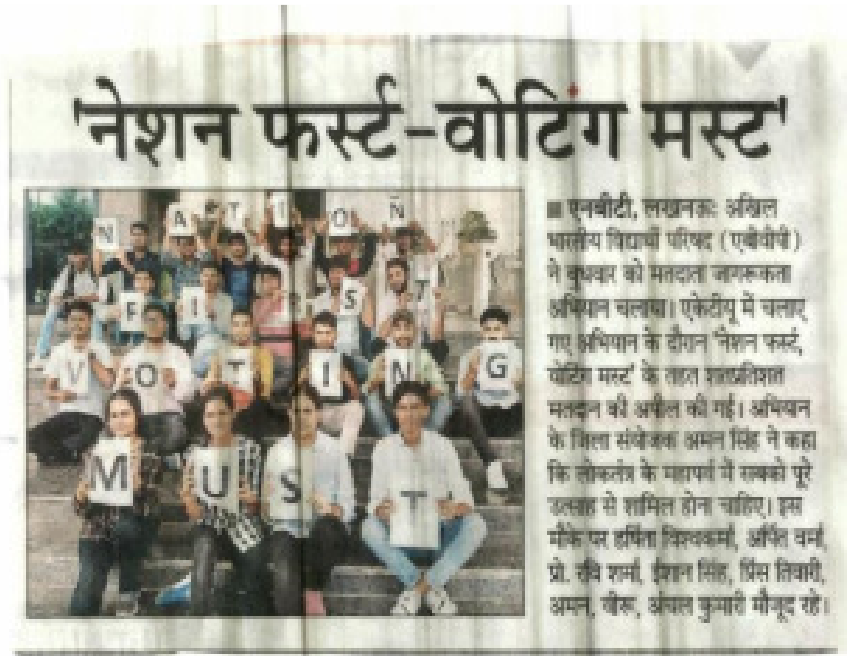 'नेशन फर्स्ट-वोटिंग मस्ट'
N A T I O N
F I R S T
V O T I N G
M U S T
■ एनबीटी, लखनऊः अखिल
भारतीय विद्यार्थी परिषद (एबीवीपी)
ने बुधवार को मतदाता जागरूकता
अभियान चलाया। एकेटीयू में चलाए
गए अभियान के दौरान 'नेशन फर्स्ट,
वोटिंग मस्ट' के तहत शतप्रतिशत
मतदान की अपील की गई। अभियान
के जिला संयोजक अमन सिंह ने कहा
कि लोकतंत्र के महापर्व में सबको पूरे
उत्साह से शामिल होना चाहिए। इस
मौके पर हर्षिता विश्वकर्मा, अर्पित वर्मा,
प्रो. रवि शर्मा, ईशान सिंह, प्रिंस तिवारी,
अमन, वीरू, अंचल कुमारी मौजूद रहे।